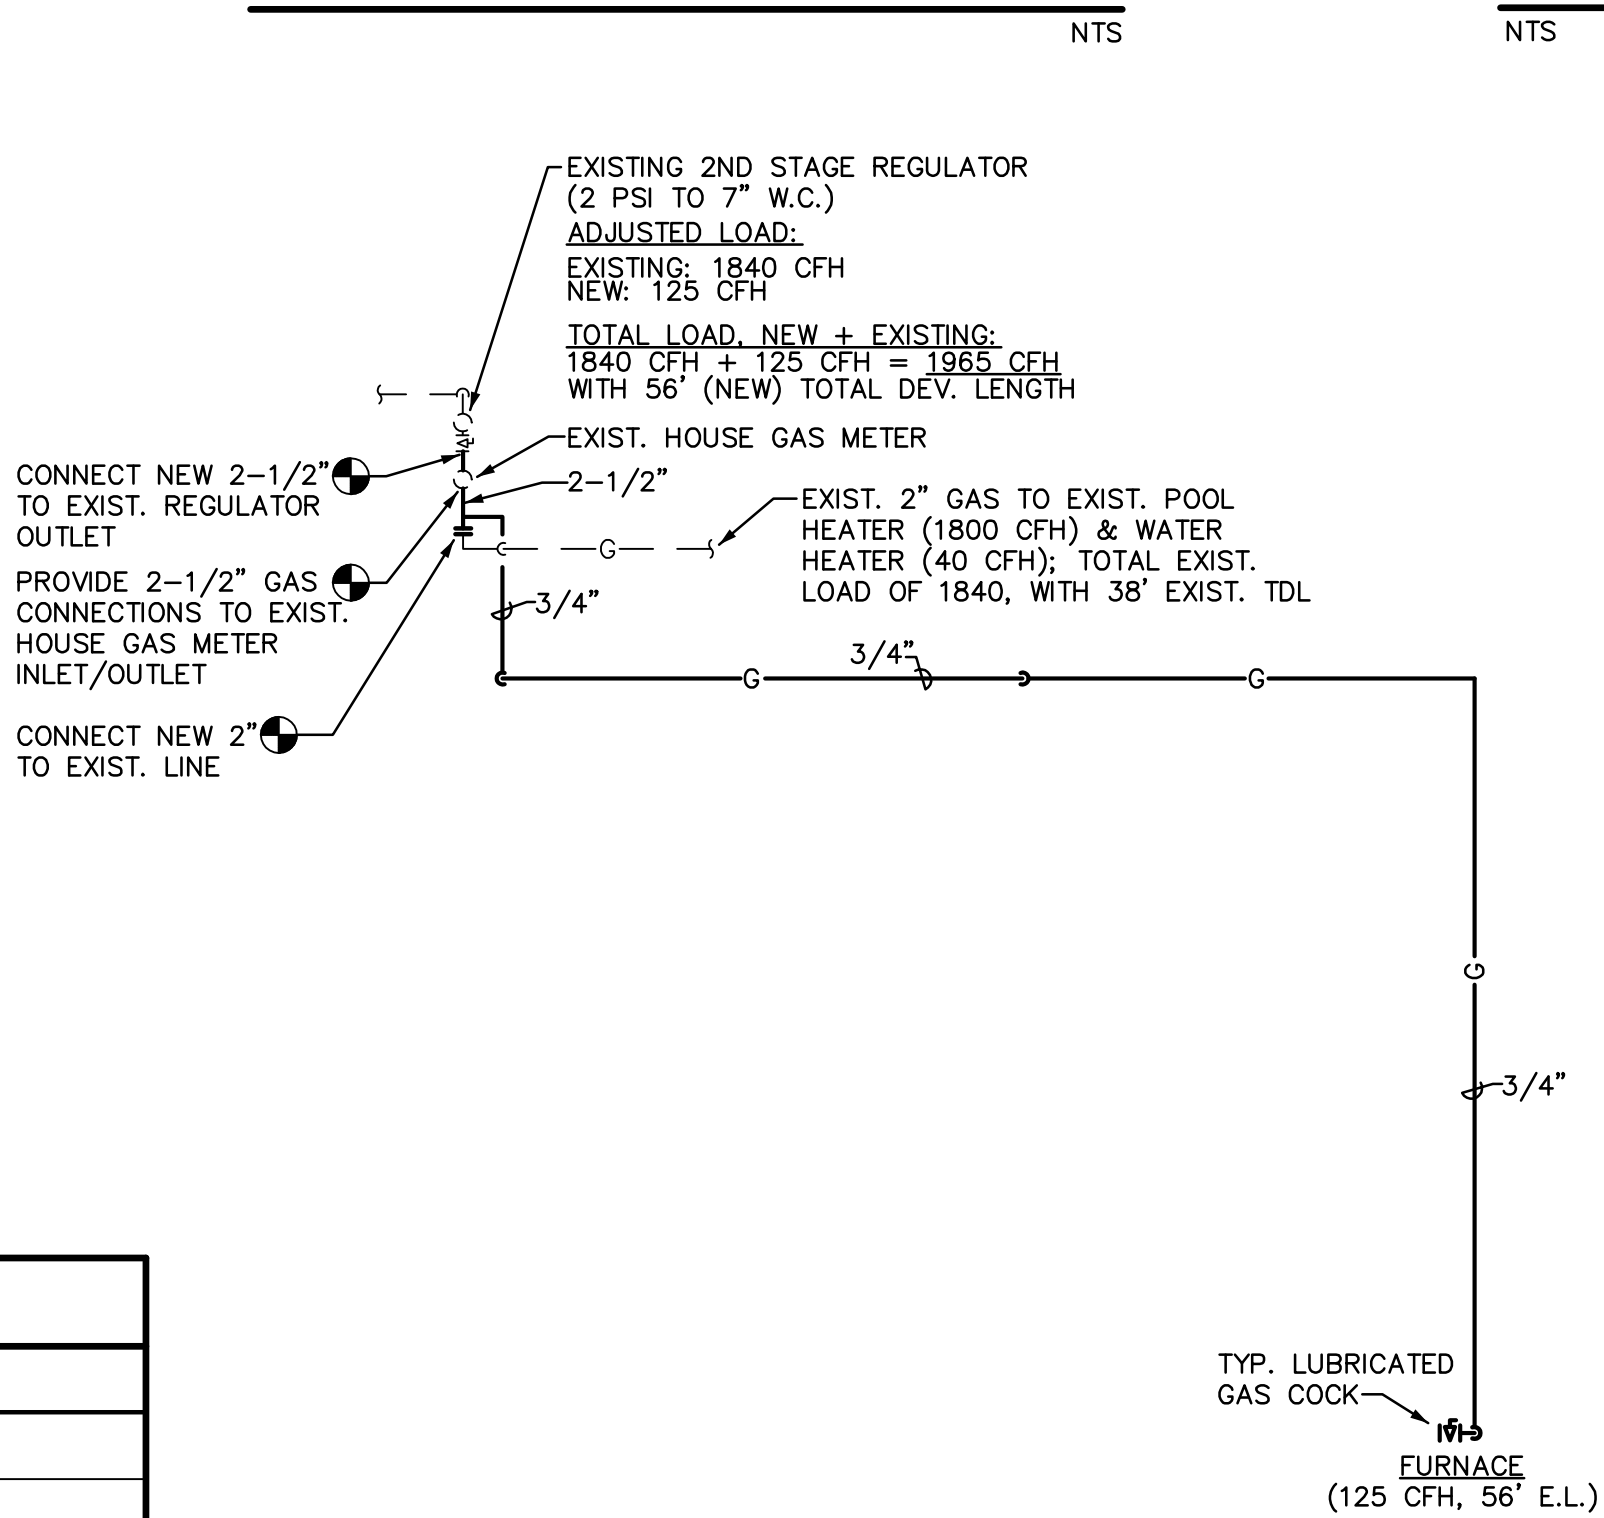 NTS
NTS
EXISTING 2ND STAGE REGULATOR
(2 PSI TO 7" W.C.)
ADJUSTED LOAD:
EXISTING: 1840 CFH
NEW: 125 CFH
TOTAL LOAD, NEW + EXISTING:
1840 CFH + 125 CFH = 1965 CFH
WITH 56' (NEW) TOTAL DEV. LENGTH
EXIST. HOUSE GAS METER
2-1/2"
CONNECT NEW 2-1/2"
TO EXIST. REGULATOR
OUTLET
EXIST. 2" GAS TO EXIST. POOL
HEATER (1800 CFH) & WATER
HEATER (40 CFH); TOTAL EXIST.
LOAD OF 1840, WITH 38' EXIST. TDL
G
PROVIDE 2-1/2" GAS
CONNECTIONS TO EXIST.
HOUSE GAS METER
INLET/OUTLET
3/4"
3/4"
G
G
CONNECT NEW 2"
TO EXIST. LINE
G
3/4"
TYP. LUBRICATED
GAS COCK
FURNACE
(125 CFH, 56' E.L.)